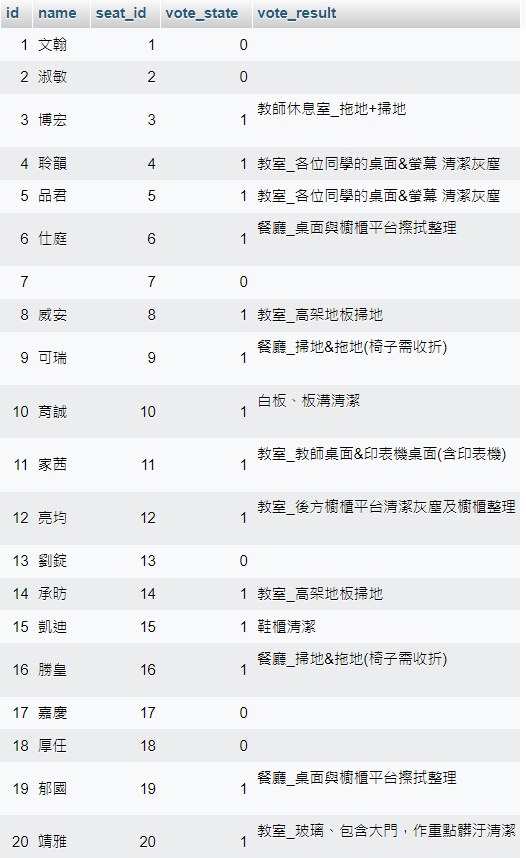 id name seat_id vote_state vote_result
1 文翰 1 0
2 淑敏 2 0
3 博宏 3 1 教師休息室_拖地+掃地
4 聆韻 4 1 教室_各位同學的桌面&螢幕 清潔灰塵
5 品君 5 1 教室_各位同學的桌面&螢幕 清潔灰塵
6 仕庭 6 1 餐廳_桌面與櫥櫃平台擦拭整理
7 7 0
8 威安 8 1 教室_高架地板掃地
9 可瑞 9 1 餐廳_掃地&拖地(椅子需收折)
10 育誠 10 1 白板、板溝清潔
11 家茜 11 1 教室_教師桌面&印表機桌面(含印表機)
12 亮均 12 1 教室_後方櫥櫃平台清潔灰塵及櫥櫃整理
13 劉錠 13 0
14 承昉 14 1 教室_高架地板掃地
15 凱迪 15 1 鞋櫃清潔
16 勝皇 16 1 餐廳_掃地&拖地(椅子需收折)
17 嘉慶 17 0
18 厚任 18 0
19 郁國 19 1 餐廳_桌面與櫥櫃平台擦拭整理
20 靖雅 20 1 教室_玻璃、包含大門，作重點髒汙清潔